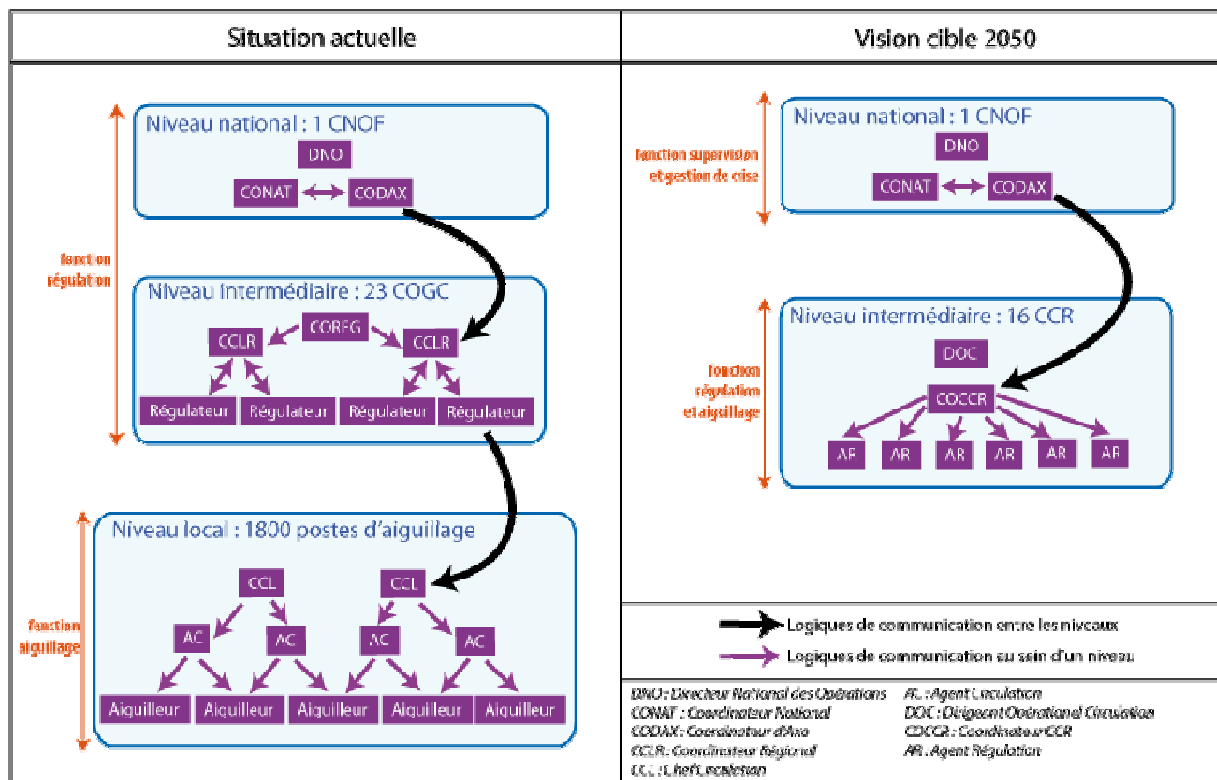 Situation actuelle
Vision cible 2050
Niveau national : 1 CNOF
DNO
CONAT
CODAX
fonction
régulation
Niveau intermédiaire : 23 COGC
COREG
CCLR
CCLR
Régulateur
Régulateur
Régulateur
Régulateur
Niveau local : 1800 postes d'aiguillage
CCL
CCL
fonction
aiguillage
AC
AC
AC
AC
Aiguilleur
Aiguilleur
Aiguilleur
Aiguilleur
Aiguilleur
Niveau national : 1 CNOF
fonction supervision
et gestion de crise
DNO
CONAT
CODAX
Niveau intermédiaire : 16 CCR
fonction
régulation
et aiguillage
DOC
COCCR
AR
AR
AR
AR
AR
AR
Logiques de communication entre les niveaux
Logiques de communication au sein d'un niveau
DNO : Directeur National des Opérations
CONAT : Coordinateur National
CODAX : Coordinateur d'Axe
CCLR : Coordinateur Régional
CCL : Chef Circulation
AC : Agent Circulation
DOC : Dirigeant Opérationel Circulation
COCCR : Coordinateur CCR
AR : Agent Régulation